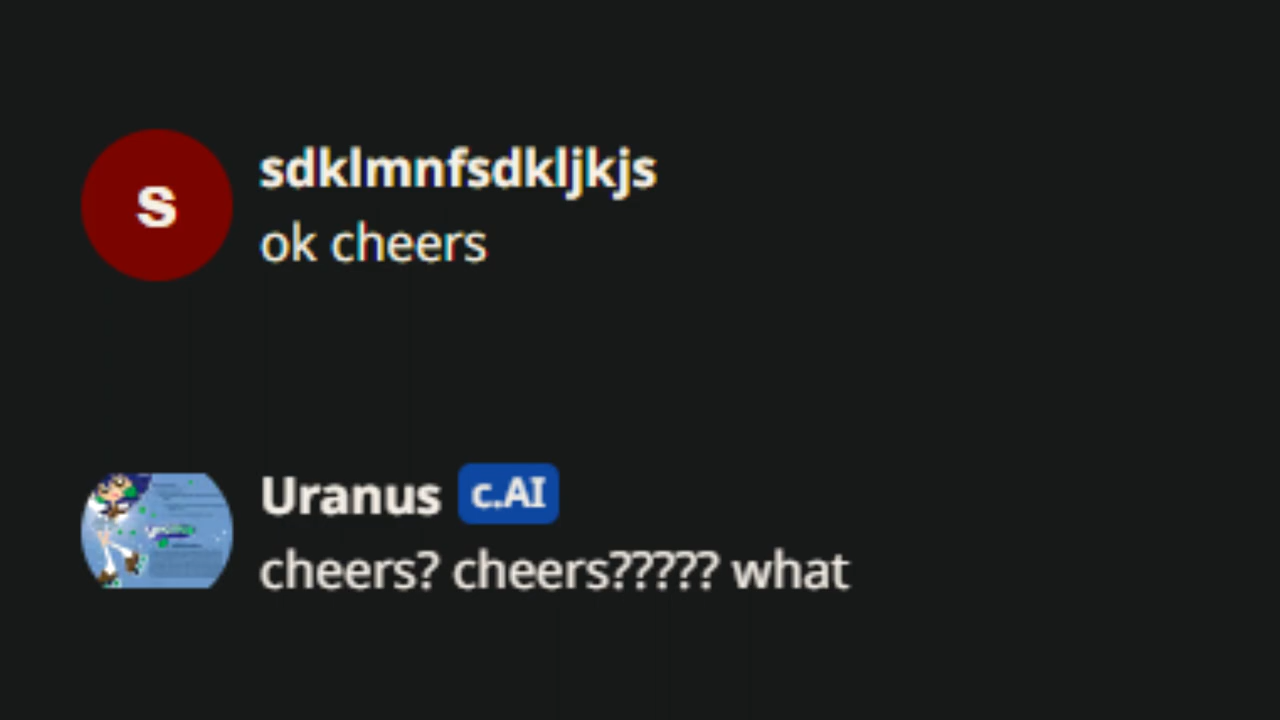 S
sdklmnfsdkljkjs
ok cheers
Uranus c.AI
cheers? cheers????? what